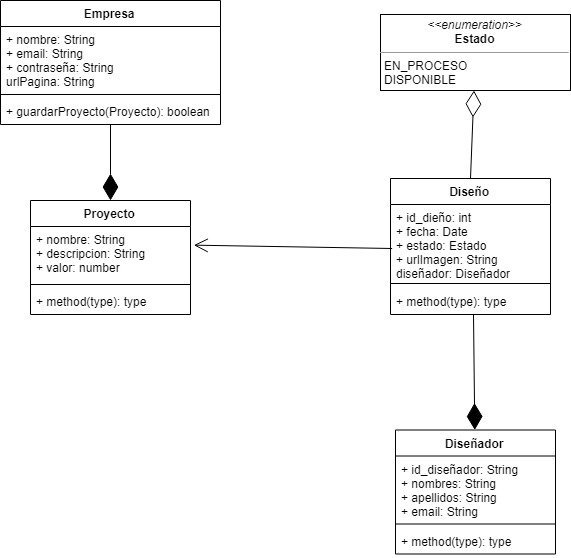 Empresa
+ nombre: String
+ email: String
+ contraseña: String
urlPagina: String
+ guardarProyecto(Proyecto): boolean
<<enumeration>>
Estado
EN_PROCESO
DISPONIBLE
Proyecto
+ nombre: String
+ descripcion: String
+ valor: number
+ method(type): type
Diseño
+ id_dieño: int
+ fecha: Date
+ estado: Estado
+ urlImagen: String
diseñador: Diseñador
+ method(type): type
Diseñador
+ id_diseñador: String
+ nombres: String
+ apellidos: String
+ email: String
+ method(type): type